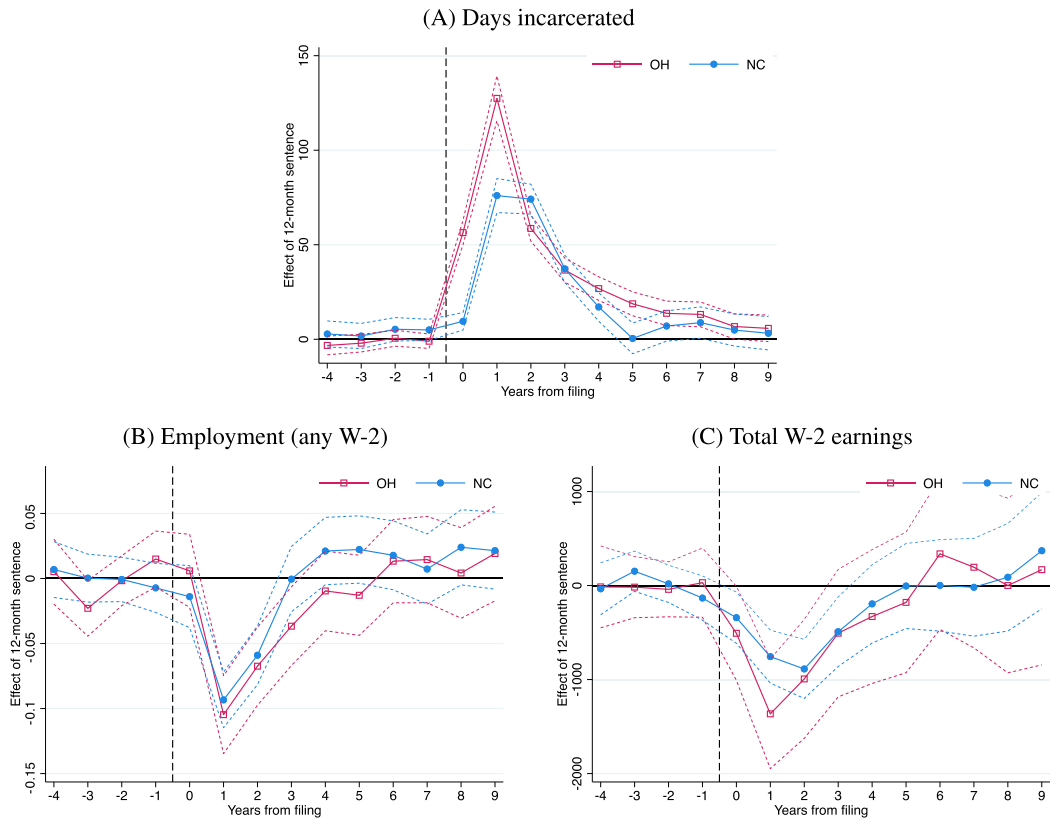 (A) Days incarcerated
OH
NC
Effect of 12-month sentence
150
100
50
0
-4 -3 -2 -1 0 1 2 3 4 5 6 7 8 9
Years from filing
(B) Employment (any W-2)
OH
NC
Effect of 12-month sentence
0.05
0
-0.05
-0.1
-0.15
-4 -3 -2 -1 0 1 2 3 4 5 6 7 8 9
Years from filing
(C) Total W-2 earnings
OH
NC
Effect of 12-month sentence
1000
0
-1000
-2000
-4 -3 -2 -1 0 1 2 3 4 5 6 7 8 9
Years from filing